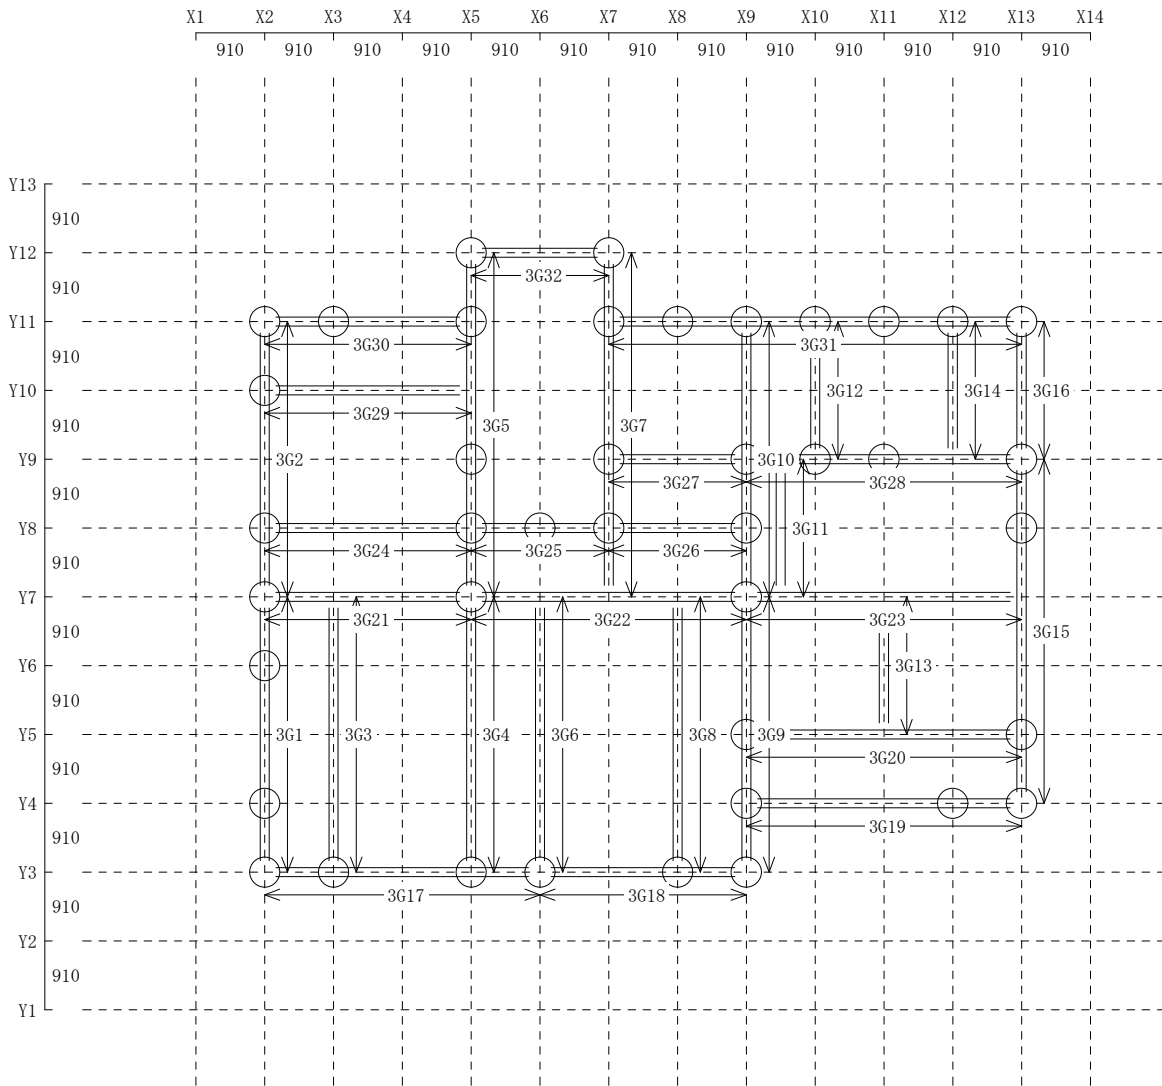 X1 X2 X3 X4 X5 X6 X7 X8 X9 X10 X11 X12 X13 X14
910 910 910 910 910 910 910 910 910 910 910 910 910
Y13
910
Y12
3G32
910
Y11
3G30 3G31
910
Y10 3G12 3G14 3G16
3G29
910 3G5 3G7
Y9 3G2 3G10
3G27 3G28
910
Y8 3G11
3G24 3G25 3G26
910
Y7
3G21 3G22 3G23
910 3G15
Y6 3G13
910
Y5 3G1 3G3 3G4 3G6 3G8 3G9
3G20
910
Y4
3G19
910
Y3
3G17 3G18
910
Y2
910
Y1